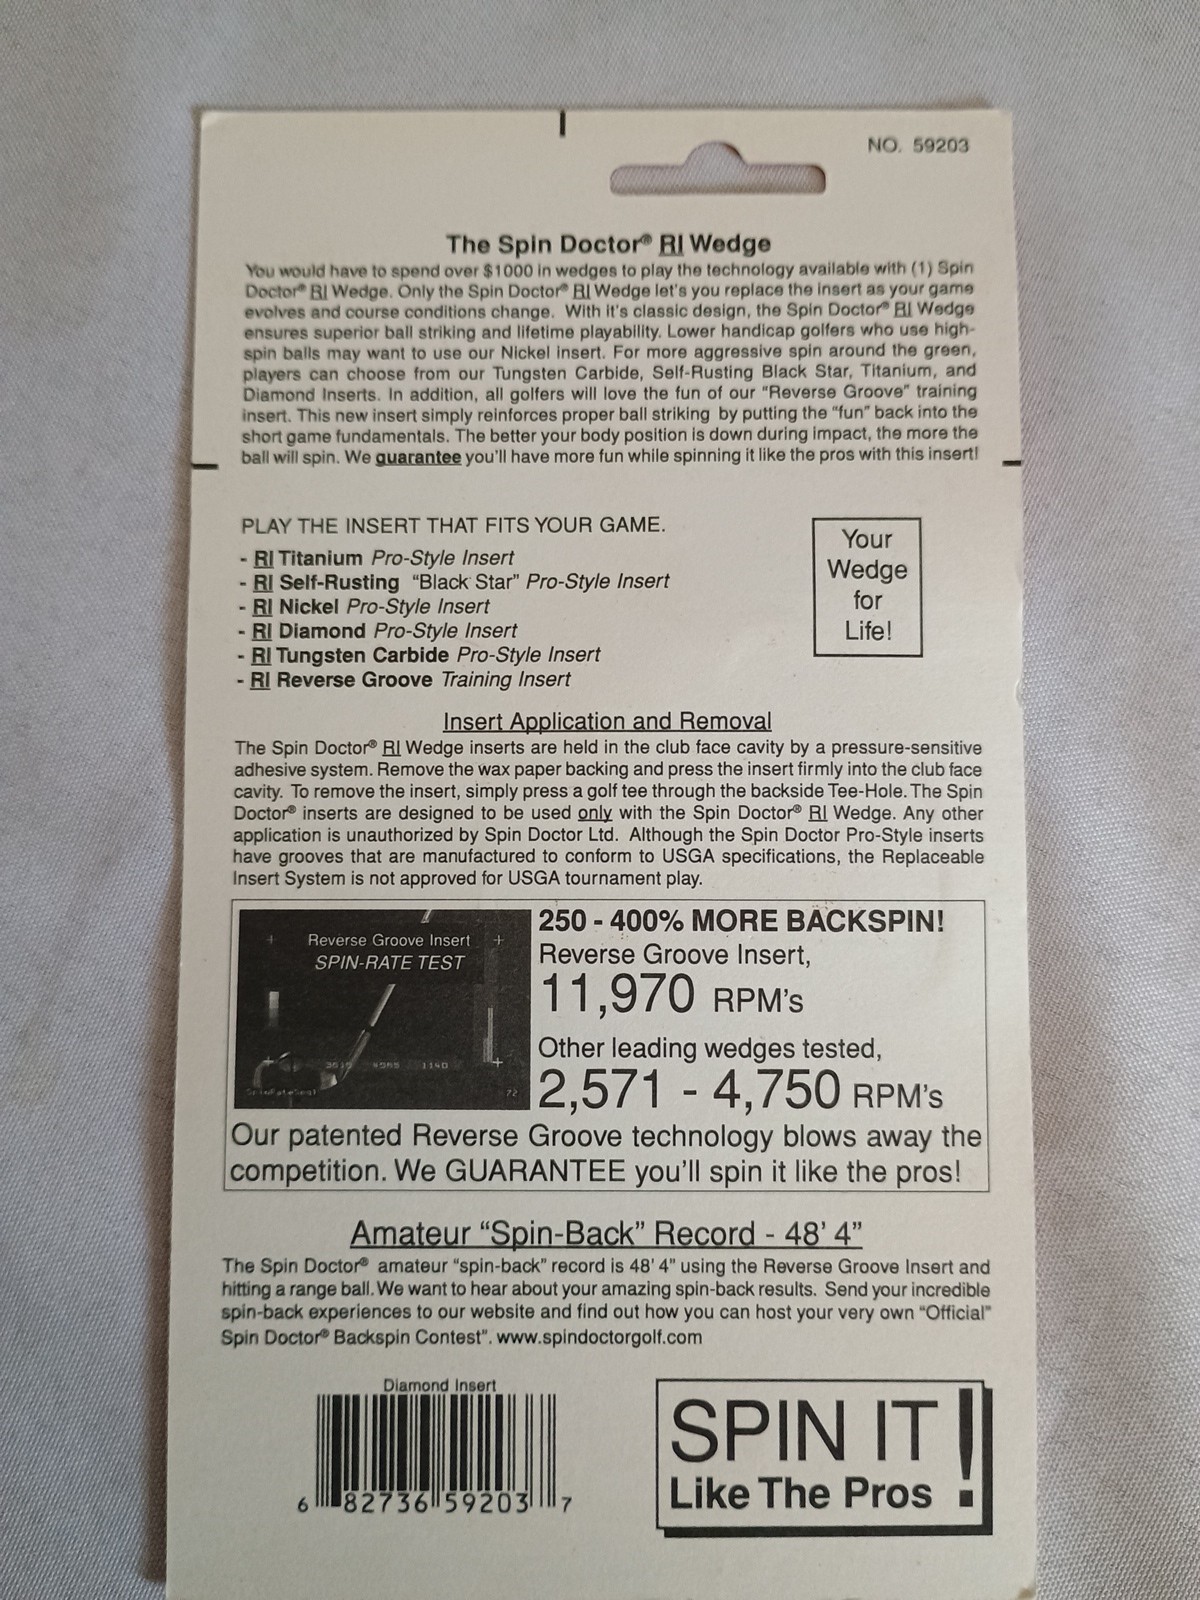 NO. 59203
The Spin Doctor® RI Wedge
You would have to spend over $1000 in wedges to play the technology available with (1) Spin
Doctor® RI Wedge. Only the Spin Doctor® RI Wedge let's you replace the insert as your game
evolves and course conditions change. With it's classic design, the Spin Doctor® RI Wedge
ensures superior ball striking and lifetime playability. Lower handicap golfers who use high-
spin balls may want to use our Nickel insert. For more aggressive spin around the green,
players can choose from our Tungsten Carbide, Self-Rusting Black Star, Titanium, and
Diamond Inserts. In addition, all golfers will love the fun of our "Reverse Groove" training
insert. This new insert simply reinforces proper ball striking by putting the "fun" back into the
short game fundamentals. The better your body position is down during impact, the more the
ball will spin. We guarantee you'll have more fun while spinning it like the pros with this insert!
PLAY THE INSERT THAT FITS YOUR GAME.
- RI Titanium Pro-Style Insert
- RI Self-Rusting "Black Star" Pro-Style Insert
- RI Nickel Pro-Style Insert
- RI Diamond Pro-Style Insert
- RI Tungsten Carbide Pro-Style Insert
- RI Reverse Groove Training Insert
Your
Wedge
for
Life!
Insert Application and Removal
The Spin Doctor® RI Wedge inserts are held in the club face cavity by a pressure-sensitive
adhesive system. Remove the wax paper backing and press the insert firmly into the club face
cavity. To remove the insert, simply press a golf tee through the backside Tee-Hole. The Spin
Doctor® inserts are designed to be used only with the Spin Doctor® RI Wedge. Any other
application is unauthorized by Spin Doctor Ltd. Although the Spin Doctor Pro-Style inserts
have grooves that are manufactured to conform to USGA specifications, the Replaceable
Insert System is not approved for USGA tournament play.
Reverse Groove Insert
SPIN-RATE TEST
250 - 400% MORE BACKSPIN!
Reverse Groove Insert,
11,970 RPM's
Other leading wedges tested,
2,571 - 4,750 RPM's
Our patented Reverse Groove technology blows away the
competition. We GUARANTEE you'll spin it like the pros!
Amateur "Spin-Back" Record - 48' 4"
The Spin Doctor® amateur "spin-back" record is 48' 4" using the Reverse Groove Insert and
hitting a range ball. We want to hear about your amazing spin-back results. Send your incredible
spin-back experiences to our website and find out how you can host your very own "Official"
Spin Doctor® Backspin Contest". www.spindoctorgolf.com
Diamond Insert
6 82736 59203 7
SPIN IT!
Like The Pros